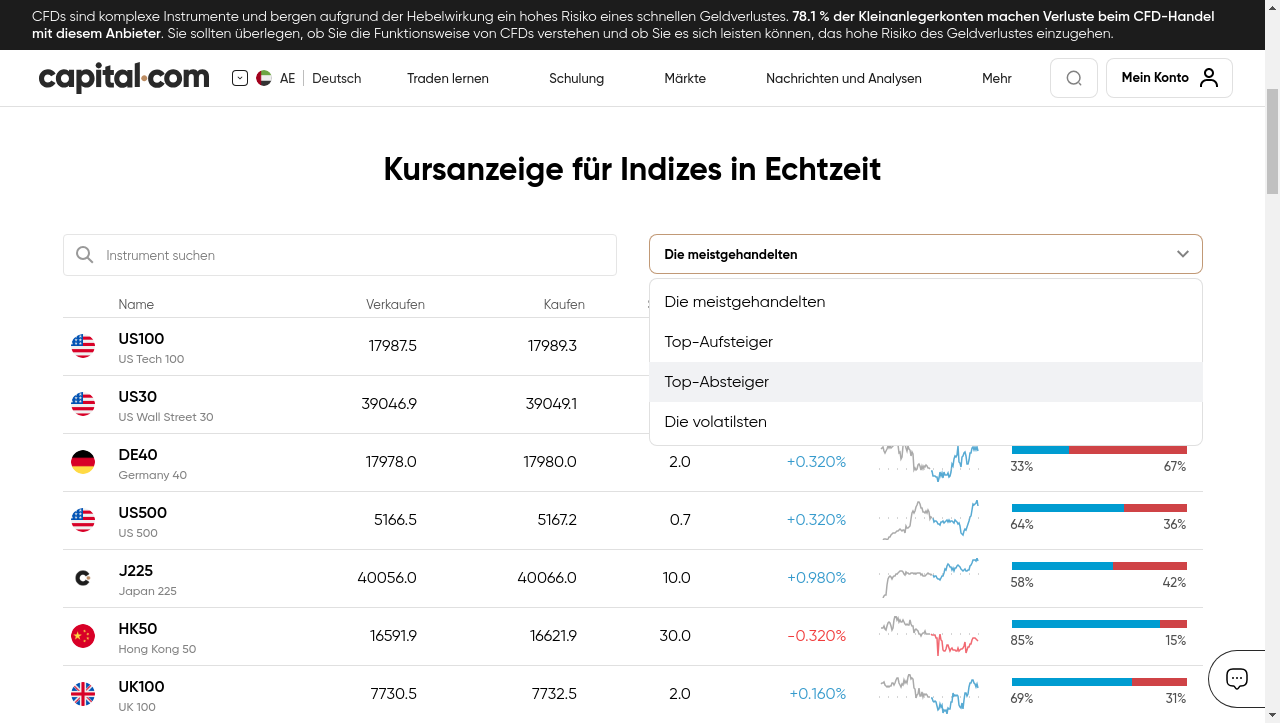 CFDs sind komplexe Instrumente und bergen aufgrund der Hebelwirkung ein hohes Risiko eines schnellen Geldverlustes. 78.1 % der Kleinanlegerkonten machen Verluste beim CFD-Handel
mit diesem Anbieter. Sie sollten überlegen, ob Sie die Funktionsweise von CFDs verstehen und ob Sie es sich leisten können, das hohe Risiko des Geldverlustes einzugehen.
capital.com AE Deutsch Traden lernen Schulung Märkte Nachrichten und Analysen Mehr Mein Konto
Kursanzeige für Indizes in Echtzeit
Instrument suchen
Die meistgehandelten
Die meistgehandelten
Top-Aufsteiger
Top-Absteiger
Die volatilsten
Name Verkaufen Kaufen
US100 17987.5 17989.3
US Tech 100
US30 39046.9 39049.1
US Wall Street 30
DE40 17978.0 17980.0 2.0 +0.320% 33% 67%
Germany 40
US500 5166.5 5167.2 0.7 +0.320% 64% 36%
US 500
J225 40056.0 40066.0 10.0 +0.980% 58% 42%
Japan 225
HK50 16591.9 16621.9 30.0 -0.320% 85% 15%
Hong Kong 50
UK100 7730.5 7732.5 2.0 +0.160% 69% 31%
UK 100